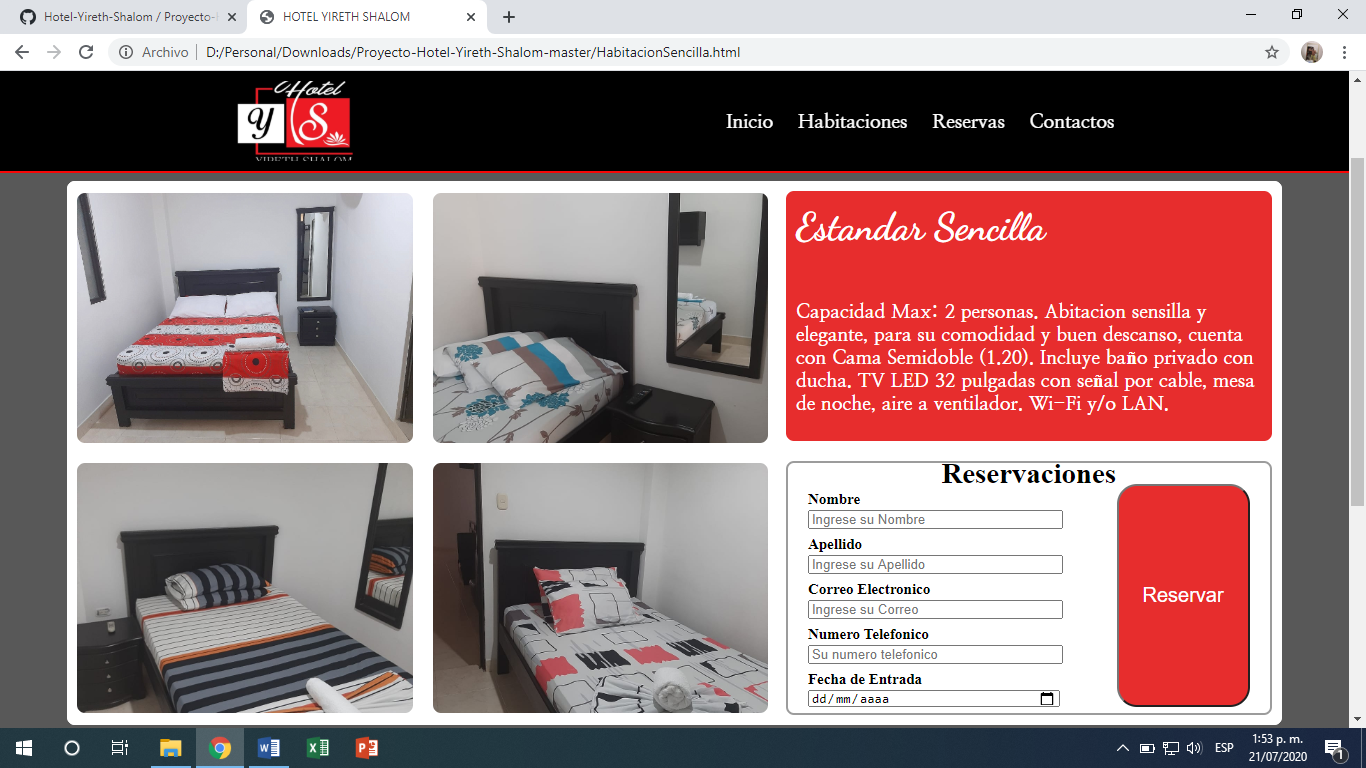 Hotel-Yireth-Shalom / Proyecto-
HOTEL YIRETH SHALOM
Archivo
D:/Personal/Downloads/Proyecto-Hotel-Yireth-Shalom-master/HabitacionSencilla.html
Hotel
Y S
YIRETH SHALOM
Inicio Habitaciones Reservas Contactos
Estandar Sencilla
Capacidad Max: 2 personas. Abitacion sensilla y
elegante, para su comodidad y buen descanso, cuenta
con Cama Semidoble (1.20). Incluye baño privado con
ducha. TV LED 32 pulgadas con señal por cable, mesa
de noche, aire a ventilador. Wi-Fi y/o LAN.
Reservaciones
Nombre
Ingrese su Nombre
Apellido
Ingrese su Apellido
Correo Electronico
Ingrese su Correo
Numero Telefonico
Su numero telefonico
Fecha de Entrada
dd/mm/aaaa
Reservar
ESP
1:53 p. m.
21/07/2020
1